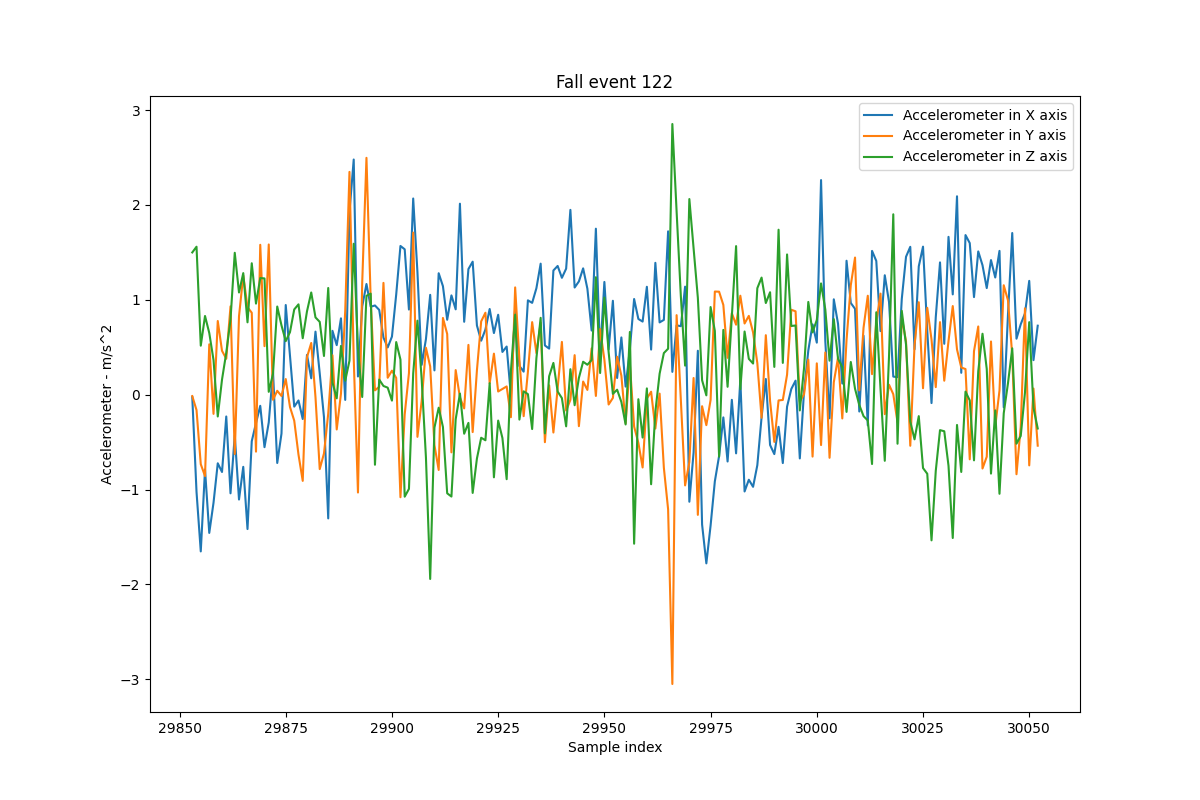 Fall event 122
Accelerometer in X axis
Accelerometer in Y axis
Accelerometer in Z axis
Accelerometer - m/s^2
3
2
1
0
−1
−2
−3
29850 29875 29900 29925 29950 29975 30000 30025 30050
Sample index